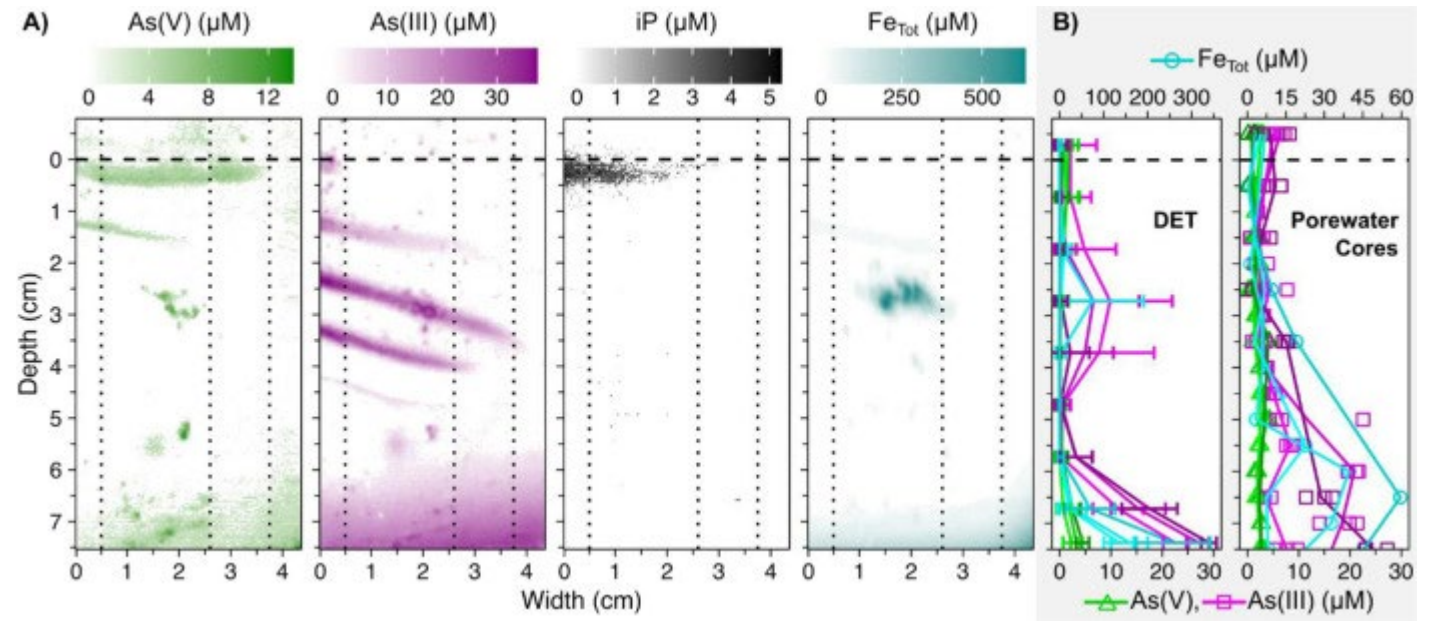 A) As(V) (µM) As(III) (µM) iP (µM) FeTot (µM) B)
FeTot (µM)
0 4 8 12 0 10 20 30 0 1 2 3 4 5 0 250 500 0 100 200 300 0 15 30 45 60
0
1
DET Porewater
Cores
2
3
4
5
6
7
Depth (cm)
0 1 2 3 4 0 1 2 3 4 0 1 2 3 4 0 1 2 3 4 0 10 20 30 0 10 20 30
Width (cm)
As(V), As(III) (µM)